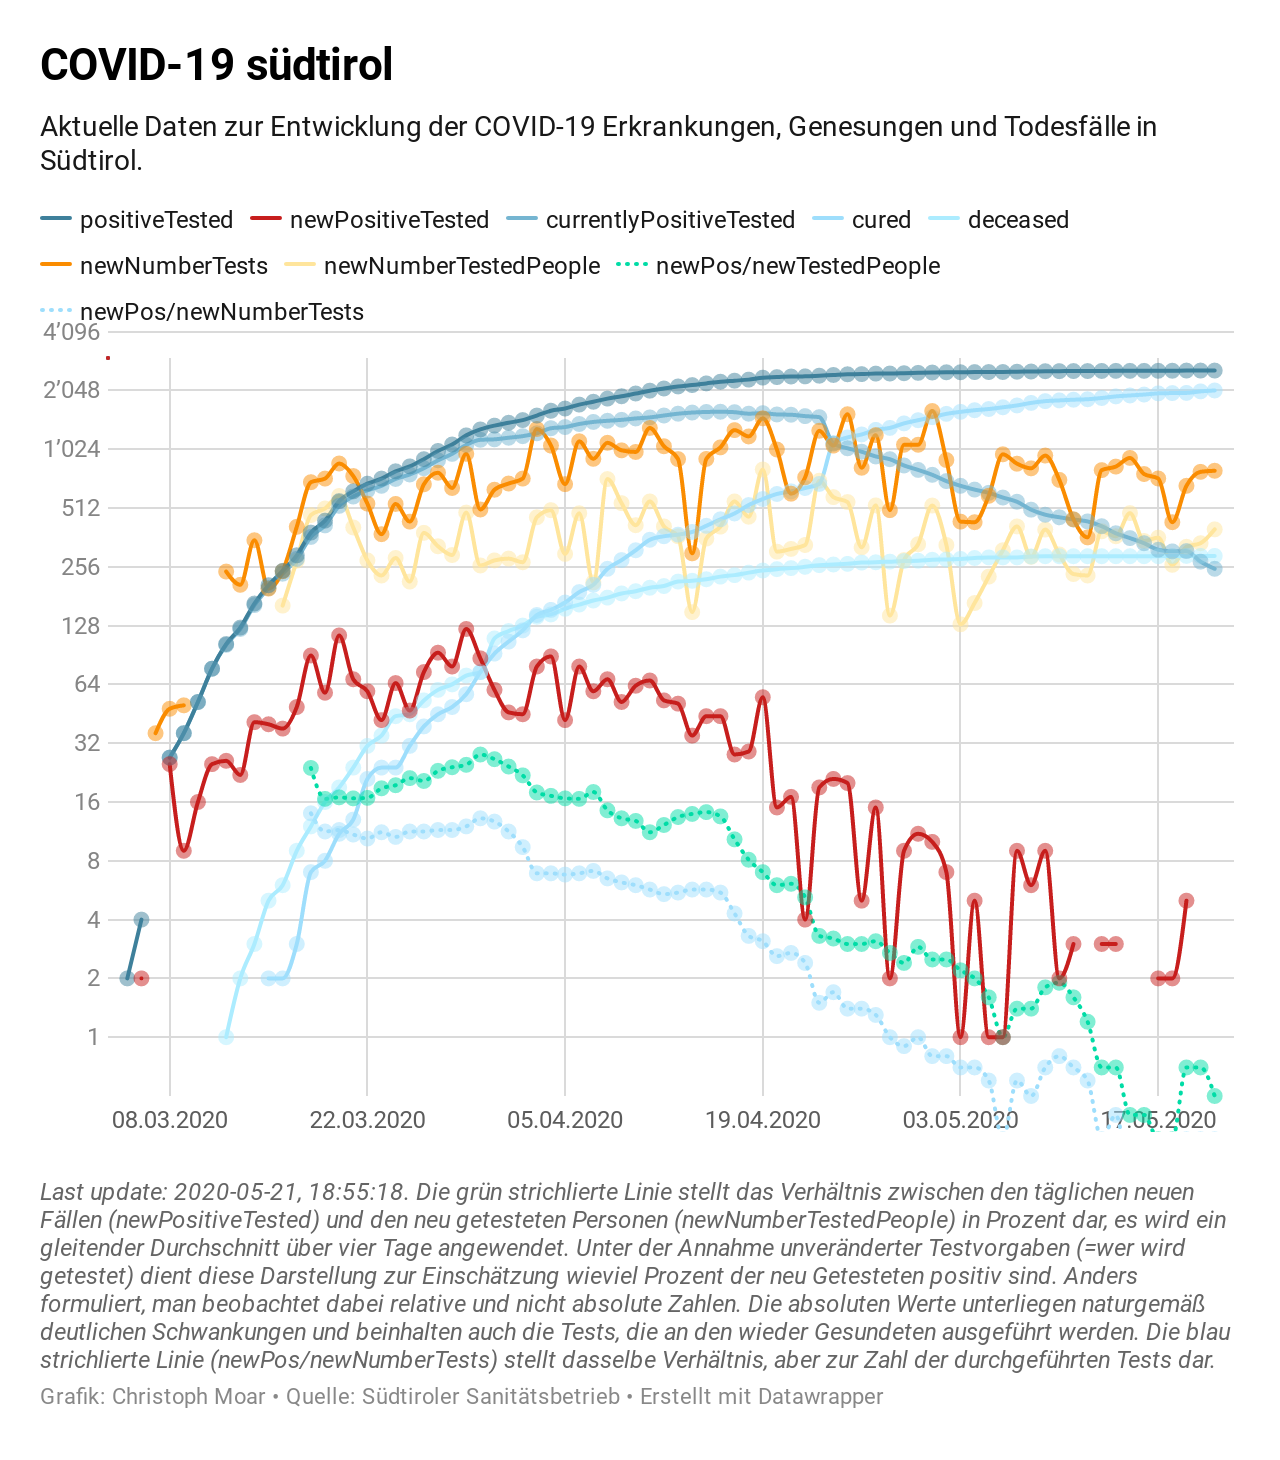 COVID-19 südtirol
Aktuelle Daten zur Entwicklung der COVID-19 Erkrankungen, Genesungen und Todesfälle in
Südtirol.
positiveTested newPositiveTested currentlyPositiveTested cured deceased
newNumberTests newNumberTestedPeople newPos/newTestedPeople
newPos/newNumberTests
4’096
2’048
1’024
512
256
128
64
32
16
8
4
2
1
08.03.2020 22.03.2020 05.04.2020 19.04.2020 03.05.2020 17.05.2020
Last update: 2020-05-21, 18:55:18. Die grün strichlierte Linie stellt das Verhältnis zwischen den täglichen neuen
Fällen (newPositiveTested) und den neu getesteten Personen (newNumberTestedPeople) in Prozent dar, es wird ein
gleitender Durchschnitt über vier Tage angewendet. Unter der Annahme unveränderter Testvorgaben (=wer wird
getestet) dient diese Darstellung zur Einschätzung wieviel Prozent der neu Getesteten positiv sind. Anders
formuliert, man beobachtet dabei relative und nicht absolute Zahlen. Die absoluten Werte unterliegen naturgemäß
deutlichen Schwankungen und beinhalten auch die Tests, die an den wieder Gesundeten ausgeführt werden. Die blau
strichlierte Linie (newPos/newNumberTests) stellt dasselbe Verhältnis, aber zur Zahl der durchgeführten Tests dar.
Grafik: Christoph Moar • Quelle: Südtiroler Sanitätsbetrieb • Erstellt mit Datawrapper